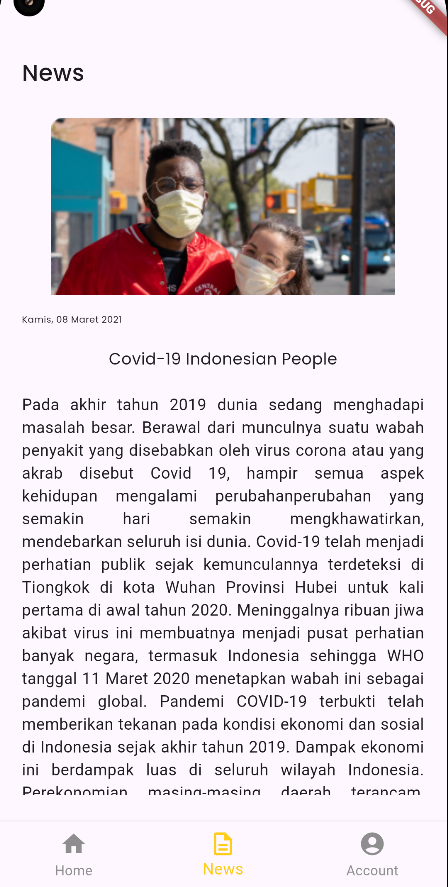 News
Kamis, 08 Maret 2021
Covid-19 Indonesian People
Pada akhir tahun 2019 dunia sedang menghadapi
masalah besar. Berawal dari munculnya suatu wabah
penyakit yang disebabkan oleh virus corona atau yang
akrab disebut Covid 19, hampir semua aspek
kehidupan mengalami perubahanperubahan yang
semakin hari semakin mengkhawatirkan,
mendebarkan seluruh isi dunia. Covid-19 telah menjadi
perhatian publik sejak kemunculannya terdeteksi di
Tiongkok di kota Wuhan Provinsi Hubei untuk kali
pertama di awal tahun 2020. Meninggalnya ribuan jiwa
akibat virus ini membuatnya menjadi pusat perhatian
banyak negara, termasuk Indonesia sehingga WHO
tanggal 11 Maret 2020 menetapkan wabah ini sebagai
pandemi global. Pandemi COVID-19 terbukti telah
memberikan tekanan pada kondisi ekonomi dan sosial
di Indonesia sejak akhir tahun 2019. Dampak ekonomi
ini berdampak luas di seluruh wilayah Indonesia.
Perekonomian masing-masing daerah terancam,
Home
News
Account